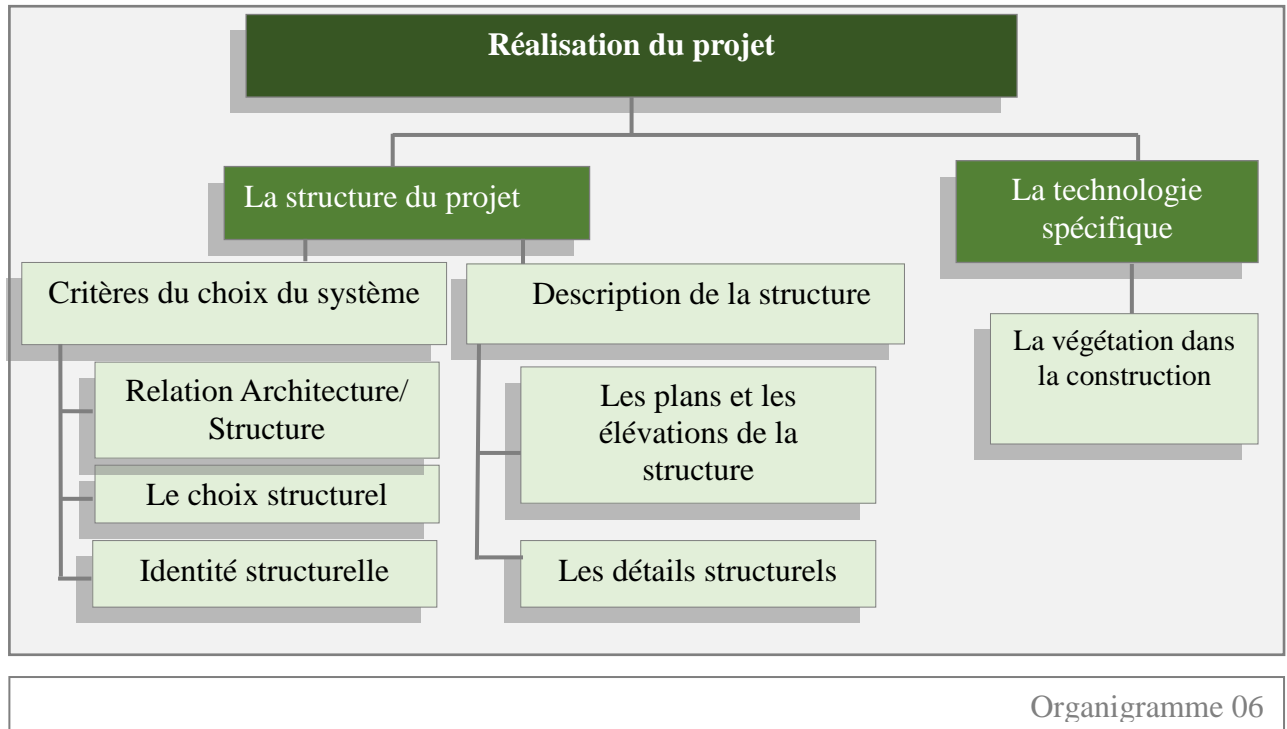 Réalisation du projet
La structure du projet
La technologie
spécifique
Critères du choix du système
Description de la structure
La végétation dans
la construction
Relation Architecture/
Structure
Les plans et les
élévations de la
structure
Le choix structurel
Identité structurelle
Les détails structurels
Organigramme 06